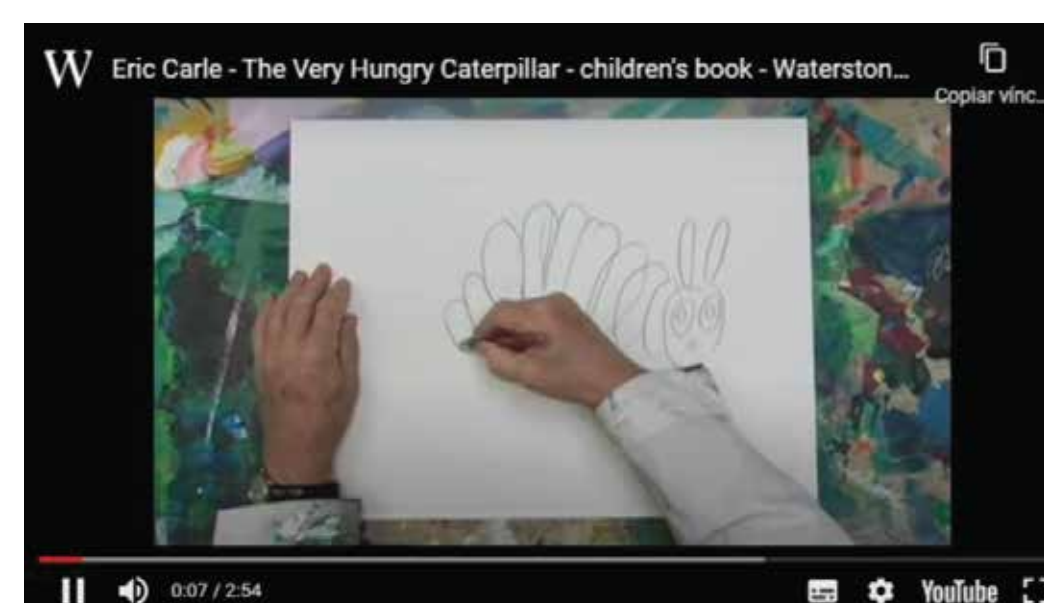 W Eric Carle - The Very Hungry Caterpillar - children's book - Waterston...
Copiar vínc...
0:07 / 2:54
YouTube